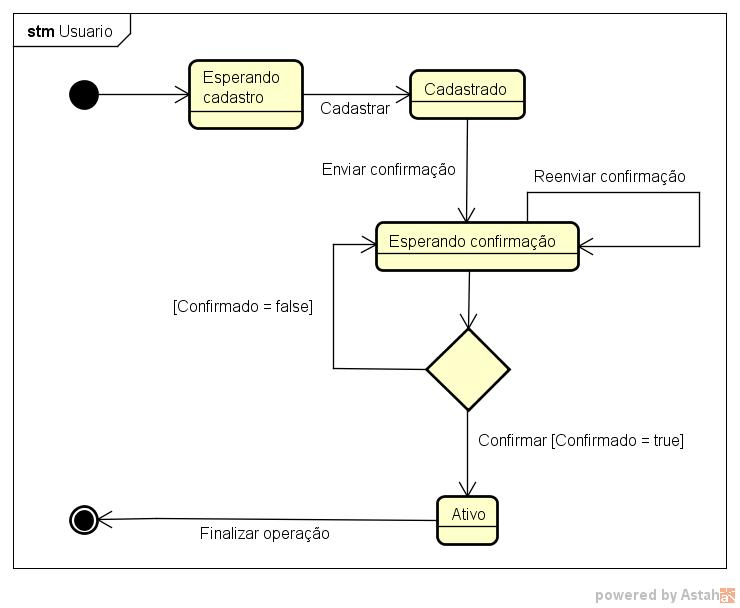 stm Usuario
Esperando
cadastro
Cadastrar
Cadastrado
Enviar confirmação
Reenviar confirmação
Esperando confirmação
[Confirmado = false]
Confirmar [Confirmado = true]
Ativo
Finalizar operação
powered by Astah